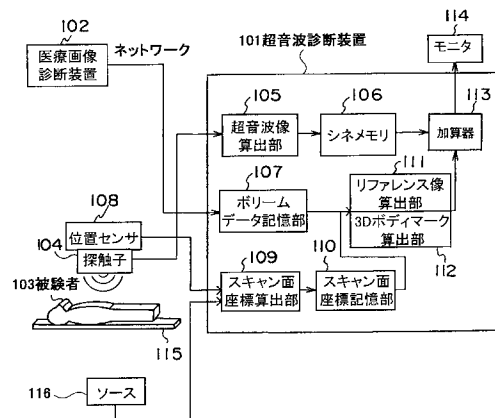 102
ネットワーク
医療画像
診断装置
101超音波診断装置
114
モニタ
113
加算器
105
超音波像
算出部
106
シネメモリ
107
ボリューム
データ記憶部
111
リファレンス像
算出部
3Dボディマーク
算出部
112
108
位置センサ
104
探触子
103被験者
115
109
スキャン面
座標算出部
110
スキャン面
座標記憶部
116
ソース